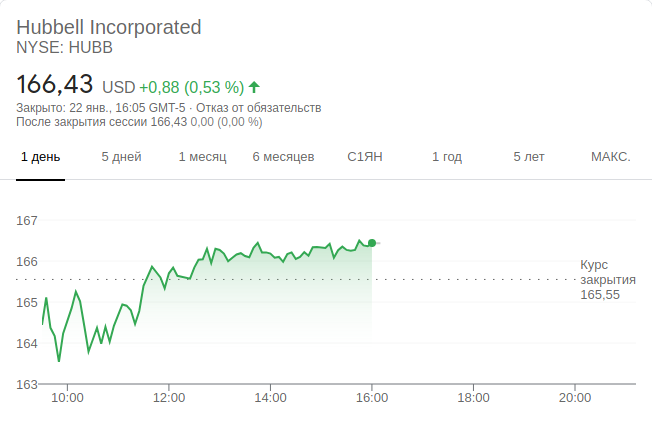 Hubbell Incorporated
NYSE: HUBB
166,43 USD +0,88 (0,53 %)
Закрыто: 22 янв., 16:05 GMT-5 · Отказ от обязательств
После закрытия сессии 166,43 0,00 (0,00 %)
1 день 5 дней 1 месяц 6 месяцев С1ЯН 1 год 5 лет МАКС.
167
166
165
164
163
Курс
закрытия
165,55
10:00 12:00 14:00 16:00 18:00 20:00